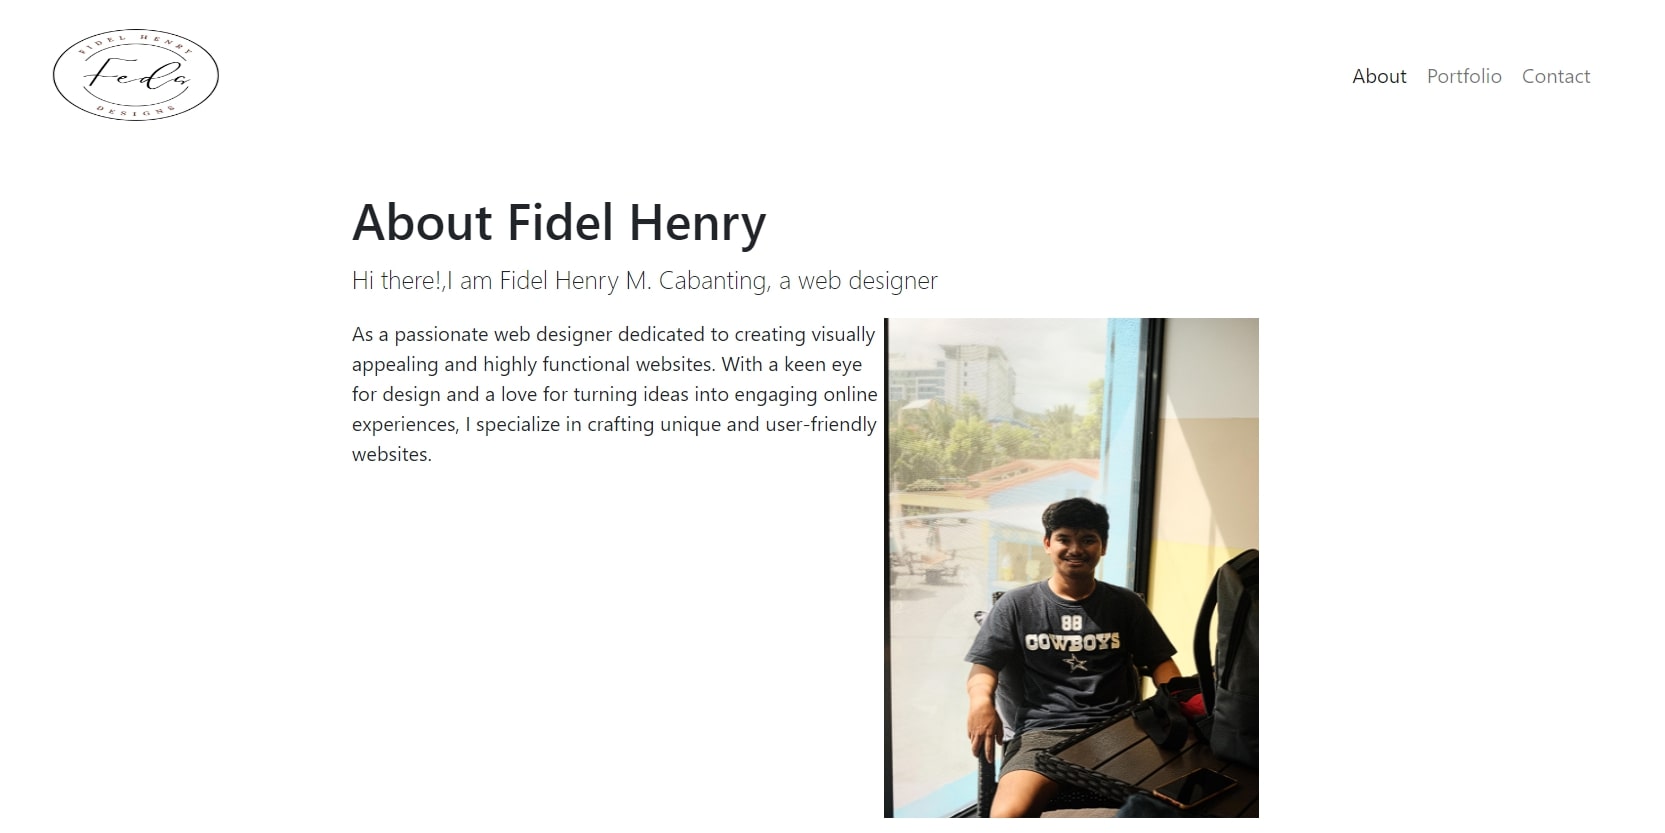 FIDEL HENRY
Feds
DESIGNS
About Portfolio Contact
About Fidel Henry
Hi there!,I am Fidel Henry M. Cabanting, a web designer
As a passionate web designer dedicated to creating visually
appealing and highly functional websites. With a keen eye
for design and a love for turning ideas into engaging online
experiences, I specialize in crafting unique and user-friendly
websites.
88
COWBOYS